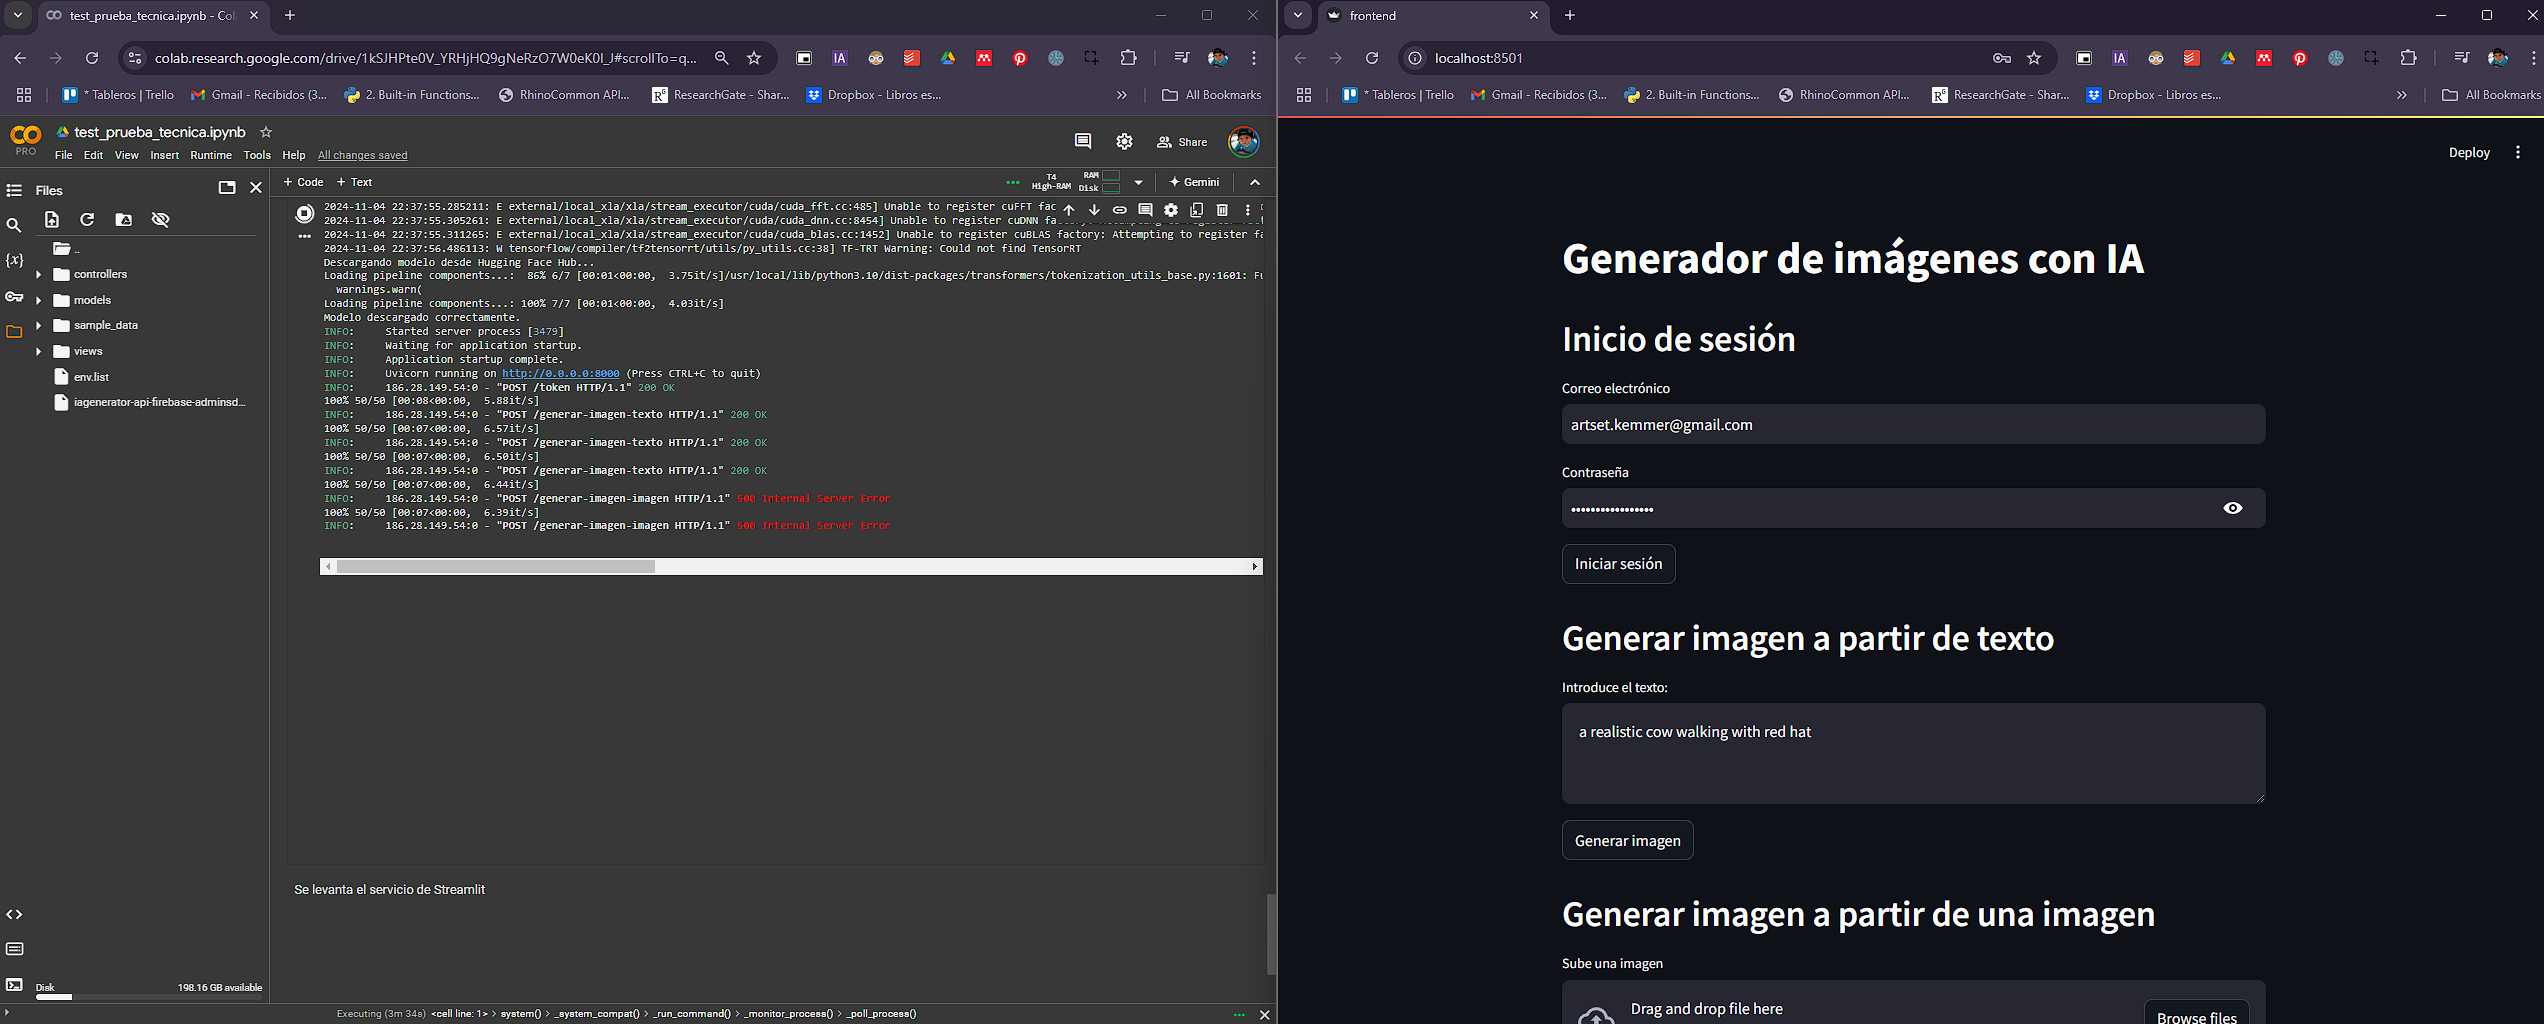 test_prueba_tecnica.ipynb - Col
colab.research.google.com/drive/1kSJHPte0V_YRHjHQ9gNeRzO7W0eK0I_J#scrollTo=q...
* Tableros | Trello
Gmail - Recibidos (3...
2. Built-in Functions...
RhinoCommon API...
ResearchGate - Shar...
Dropbox - Libros es...
All Bookmarks
PRO
test_prueba_tecnica.ipynb
File Edit View Insert Runtime Tools Help All changes saved
Share
Files
+ Code + Text
T4
High-RAM
RAM
Disk
Gemini
..
controllers
models
sample_data
views
env.list
iagenerator-api-firebase-adminsd...
2024-11-04 22:37:55.285211: E external/local_xla/xla/stream_executor/cuda/cuda_fft.cc:485] Unable to register cuFFT fac
2024-11-04 22:37:55.305261: E external/local_xla/xla/stream_executor/cuda/cuda_dnn.cc:8454] Unable to register cuDNN fa
2024-11-04 22:37:55.311265: E external/local_xla/xla/stream_executor/cuda/cuda_blas.cc:1452] Unable to register cuBLAS factory: Attempting to register fa
2024-11-04 22:37:56.486113: W tensorflow/compiler/tf2tensorrt/utils/py_utils.cc:38] TF-TRT Warning: Could not find TensorRT
Descargando modelo desde Hugging Face Hub...
Loading pipeline components...: 86% 6/7 [00:01<00:00, 3.75it/s]/usr/local/lib/python3.10/dist-packages/transformers/tokenization_utils_base.py:1601: Fu
warnings.warn(
Loading pipeline components...: 100% 7/7 [00:01<00:00, 4.03it/s]
Modelo descargado correctamente.
INFO: Started server process [3479]
INFO: Waiting for application startup.
INFO: Application startup complete.
INFO: Uvicorn running on http://0.0.0.0:8000 (Press CTRL+C to quit)
INFO: 186.28.149.54:0 - "POST /token HTTP/1.1" 200 OK
100% 50/50 [00:08<00:00, 5.88it/s]
INFO: 186.28.149.54:0 - "POST /generar-imagen-texto HTTP/1.1" 200 OK
100% 50/50 [00:07<00:00, 6.57it/s]
INFO: 186.28.149.54:0 - "POST /generar-imagen-texto HTTP/1.1" 200 OK
100% 50/50 [00:07<00:00, 6.50it/s]
INFO: 186.28.149.54:0 - "POST /generar-imagen-texto HTTP/1.1" 200 OK
100% 50/50 [00:07<00:00, 6.44it/s]
INFO: 186.28.149.54:0 - "POST /generar-imagen-imagen HTTP/1.1" 500 Internal Server Error
100% 50/50 [00:07<00:00, 6.39it/s]
INFO: 186.28.149.54:0 - "POST /generar-imagen-imagen HTTP/1.1" 500 Internal Server Error
Se levanta el servicio de Streamlit
Disk 198.16 GB available
Executing (3m 34s) <cell line: 1> > system() > _system_compat() > _run_command() > _monitor_process() > _poll_process()
frontend
localhost:8501
* Tableros | Trello
Gmail - Recibidos (3...
2. Built-in Functions...
RhinoCommon API...
ResearchGate - Shar...
Dropbox - Libros es...
All Bookmarks
Deploy
Generador de imágenes con IA
Inicio de sesión
Correo electrónico
artset.kemmer@gmail.com
Contraseña
Iniciar sesión
Generar imagen a partir de texto
Introduce el texto:
a realistic cow walking with red hat
Generar imagen
Generar imagen a partir de una imagen
Sube una imagen
Drag and drop file here
Browse files